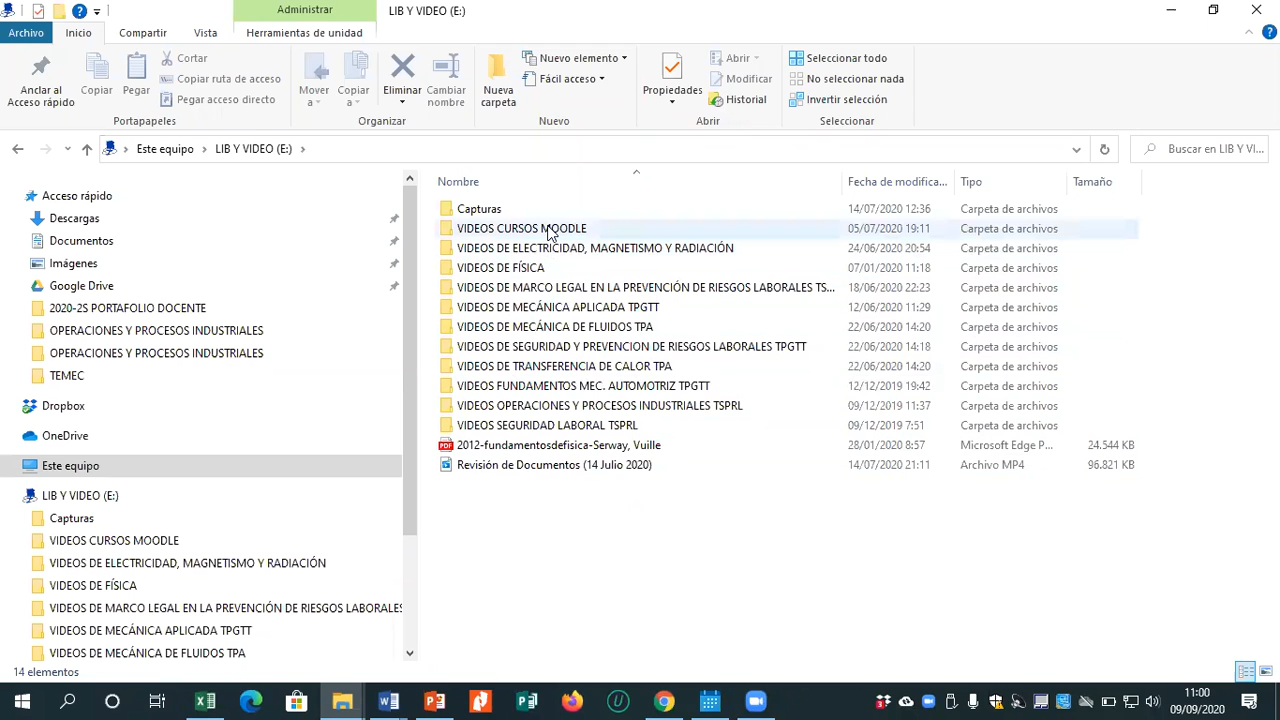 Administrar
LIB Y VIDEO (E:)
Archivo Inicio Compartir Vista Herramientas de unidad
Anclar al Acceso rápido
Copiar
Pegar
Cortar
Copiar ruta de acceso
Pegar acceso directo
Portapapeles
Mover a
Copiar a
Eliminar
Cambiar nombre
Organizar
Nueva carpeta
Nuevo elemento
Fácil acceso
Nuevo
Propiedades
Abrir
Modificar
Historial
Abrir
Seleccionar todo
No seleccionar nada
Invertir selección
Seleccionar
Este equipo > LIB Y VIDEO (E:) >
Buscar en LIB Y VI...
Acceso rápido
Descargas
Documentos
Imágenes
Google Drive
2020-2S PORTAFOLIO DOCENTE
OPERACIONES Y PROCESOS INDUSTRIALES
OPERACIONES Y PROCESOS INDUSTRIALES
TEMEC
Dropbox
OneDrive
Este equipo
LIB Y VIDEO (E:)
Capturas
VIDEOS CURSOS MOODLE
VIDEOS DE ELECTRICIDAD, MAGNETISMO Y RADIACIÓN
VIDEOS DE FÍSICA
VIDEOS DE MARCO LEGAL EN LA PREVENCIÓN DE RIESGOS LABORALES
VIDEOS DE MECÁNICA APLICADA TPGTT
VIDEOS DE MECÁNICA DE FLUIDOS TPA
Nombre Fecha de modifica... Tipo Tamaño
Capturas 14/07/2020 12:36 Carpeta de archivos
VIDEOS CURSOS MOODLE 05/07/2020 19:11 Carpeta de archivos
VIDEOS DE ELECTRICIDAD, MAGNETISMO Y RADIACIÓN 24/06/2020 20:54 Carpeta de archivos
VIDEOS DE FÍSICA 07/01/2020 11:18 Carpeta de archivos
VIDEOS DE MARCO LEGAL EN LA PREVENCIÓN DE RIESGOS LABORALES TS... 18/06/2020 22:23 Carpeta de archivos
VIDEOS DE MECÁNICA APLICADA TPGTT 12/06/2020 11:29 Carpeta de archivos
VIDEOS DE MECÁNICA DE FLUIDOS TPA 22/06/2020 14:20 Carpeta de archivos
VIDEOS DE SEGURIDAD Y PREVENCION DE RIESGOS LABORALES TPGTT 22/06/2020 14:18 Carpeta de archivos
VIDEOS DE TRANSFERENCIA DE CALOR TPA 22/06/2020 14:20 Carpeta de archivos
VIDEOS FUNDAMENTOS MEC. AUTOMOTRIZ TPGTT 12/12/2019 19:42 Carpeta de archivos
VIDEOS OPERACIONES Y PROCESOS INDUSTRIALES TSPRL 09/12/2019 11:37 Carpeta de archivos
VIDEOS SEGURIDAD LABORAL TSPRL 09/12/2019 7:51 Carpeta de archivos
2012-fundamentosdefisica-Serway, Vuille 28/01/2020 8:57 Microsoft Edge P... 24.544 KB
Revisión de Documentos (14 Julio 2020) 14/07/2020 21:11 Archivo MP4 96.821 KB
14 elementos
11:00
09/09/2020